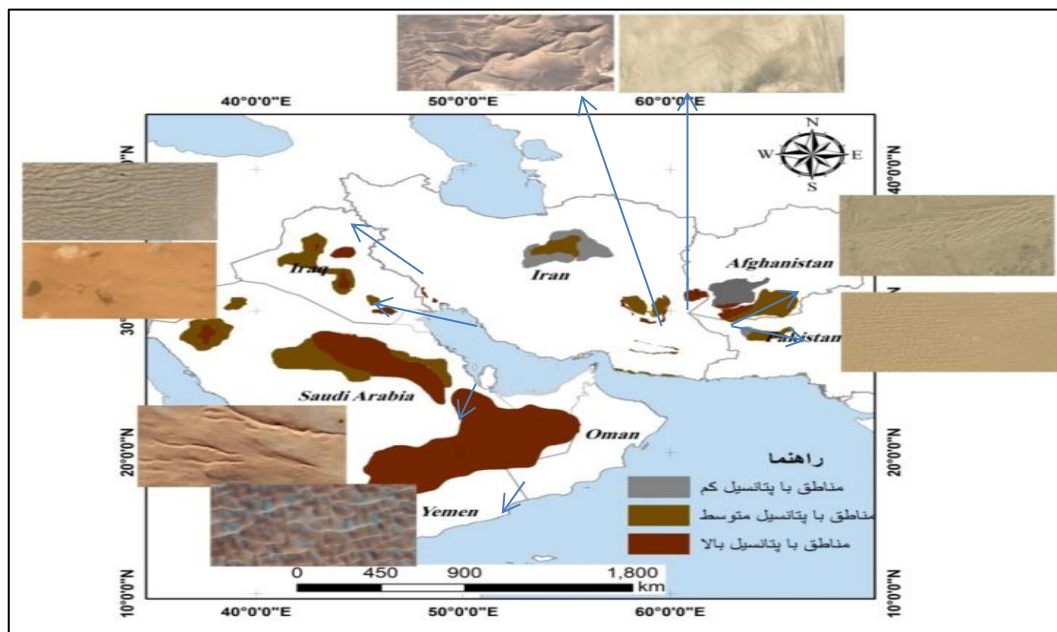 40°0'0"E 50°0'0"E 60°0'0"E
N
W E
S
40°0'0"N
40°0'0"N
Iraq
Iran
Afghanistan
30°0'0"N
30°0'0"N
Pakistan
Saudi Arabia
Oman
20°0'0"N
20°0'0"N
Yemen
راهنما
مناطق با پتانسیل کم
مناطق با پتانسیل متوسط
مناطق با پتانسیل بالا
0 450 900 1,800
km
10°0'0"N
10°0'0"N
40°0'0"E 50°0'0"E 60°0'0"E